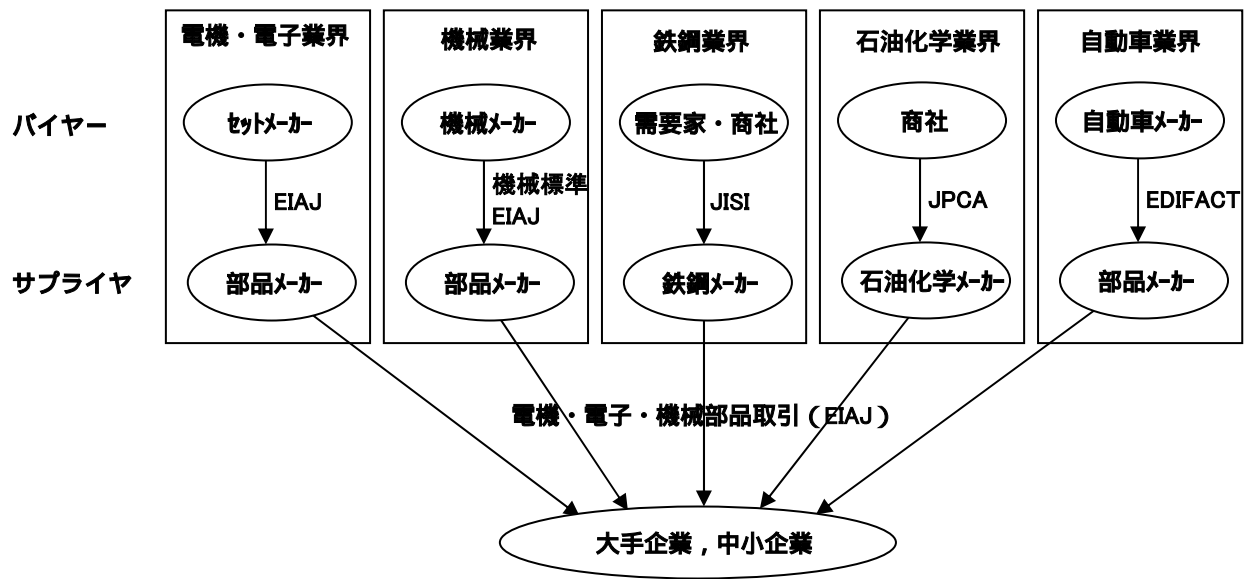 電機・電子業界
機械業界
鉄鋼業界
石油化学業界
自動車業界
バイヤー
ｾｯﾄﾒｰｶｰ
機械ﾒｰｶｰ
需要家・商社
商社
自動車ﾒｰｶｰ
EIAJ
機械標準
EIAJ
JISI
JPCA
EDIFACT
サプライヤ
部品ﾒｰｶｰ
部品ﾒｰｶｰ
鉄鋼ﾒｰｶｰ
石油化学ﾒｰｶｰ
部品ﾒｰｶｰ
電機・電子・機械部品取引（EIAJ）
大手企業，中小企業